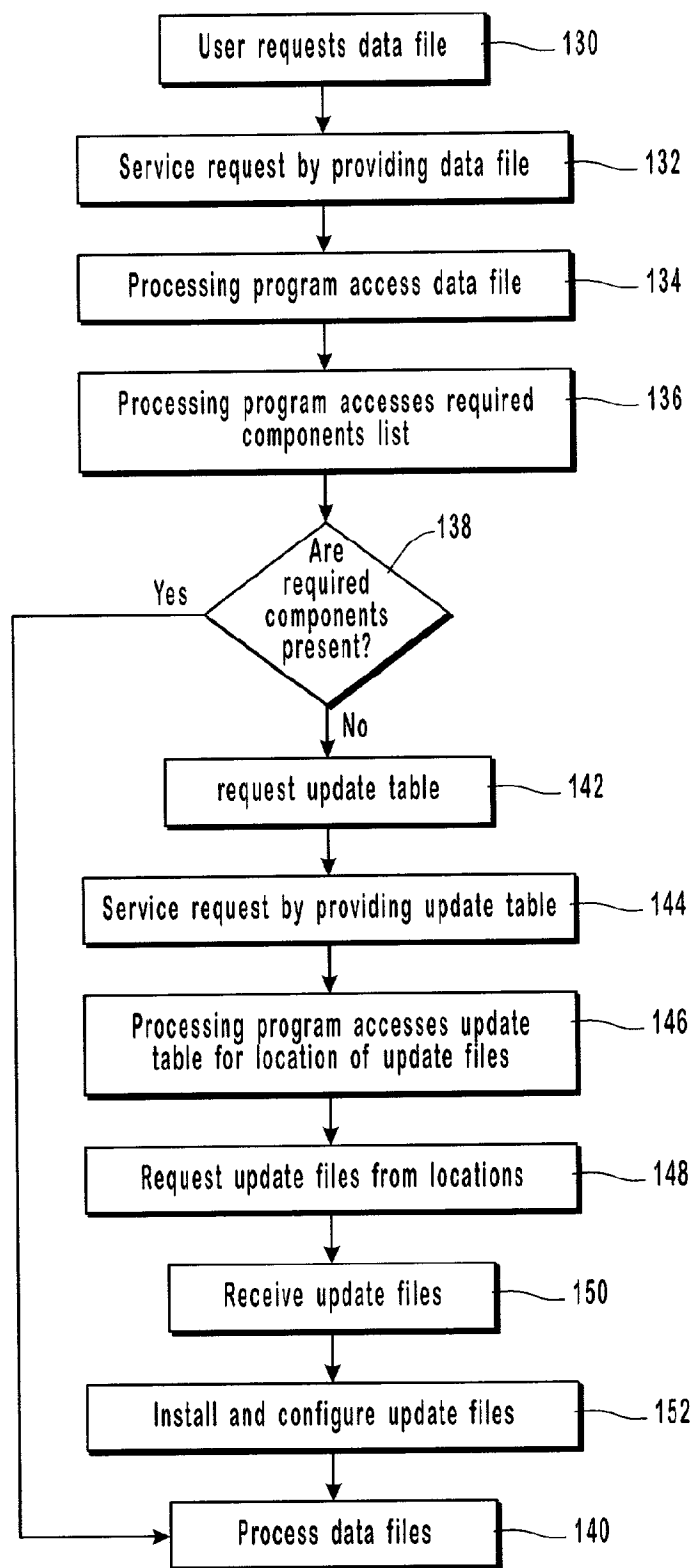 User requests data file
130
Service request by providing data file
132
Processing program access data file
134
Processing program accesses required
components list
136
138
Are
required
components
present?
Yes
No
request update table
142
Service request by providing update table
144
Processing program accesses update
table for location of update files
146
Request update files from locations
148
Receive update files
150
Install and configure update files
152
Process data files
140